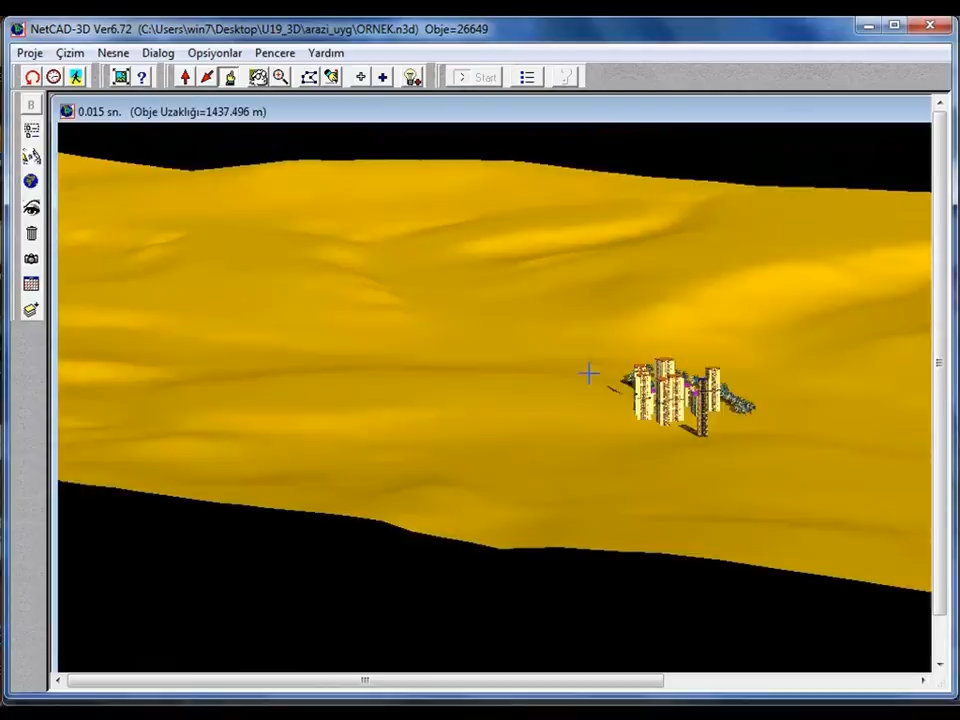 NetCAD-3D Ver6.72 (C:\Users\win7\Desktop\U19_3D\arazi_uyg\ORNEK.n3d) Obje=26649
Proje Çizim Nesne Dialog Opsiyonlar Pencere Yardım
Start
B
0.015 sn. (Obje Uzaklığı=1437.496 m)